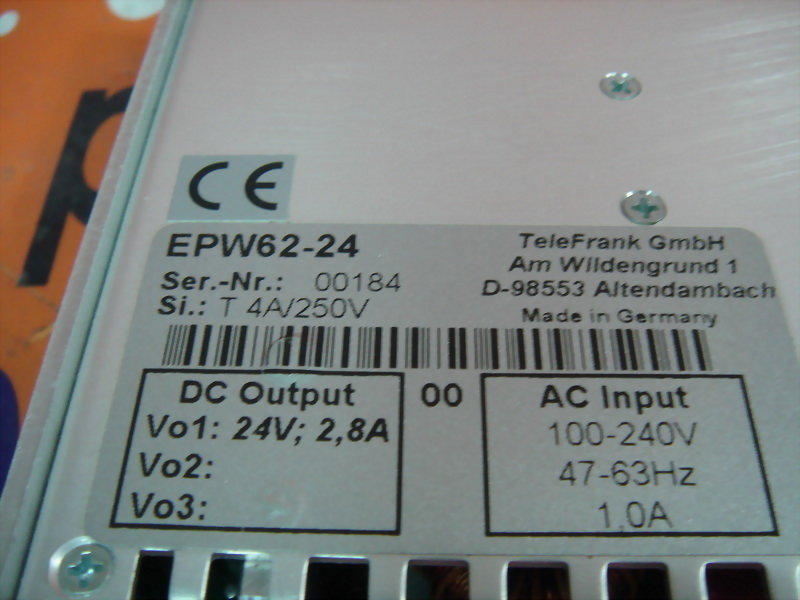 CE
EPW62-24
Ser.-Nr.: 00184
Si.: T 4A/250V
TeleFrank GmbH
Am Wildengrund 1
D-98553 Altendambach
Made in Germany
DC Output
Vo1: 24V; 2,8A
Vo2:
Vo3:
00
AC Input
100-240V
47-63Hz
1,0A